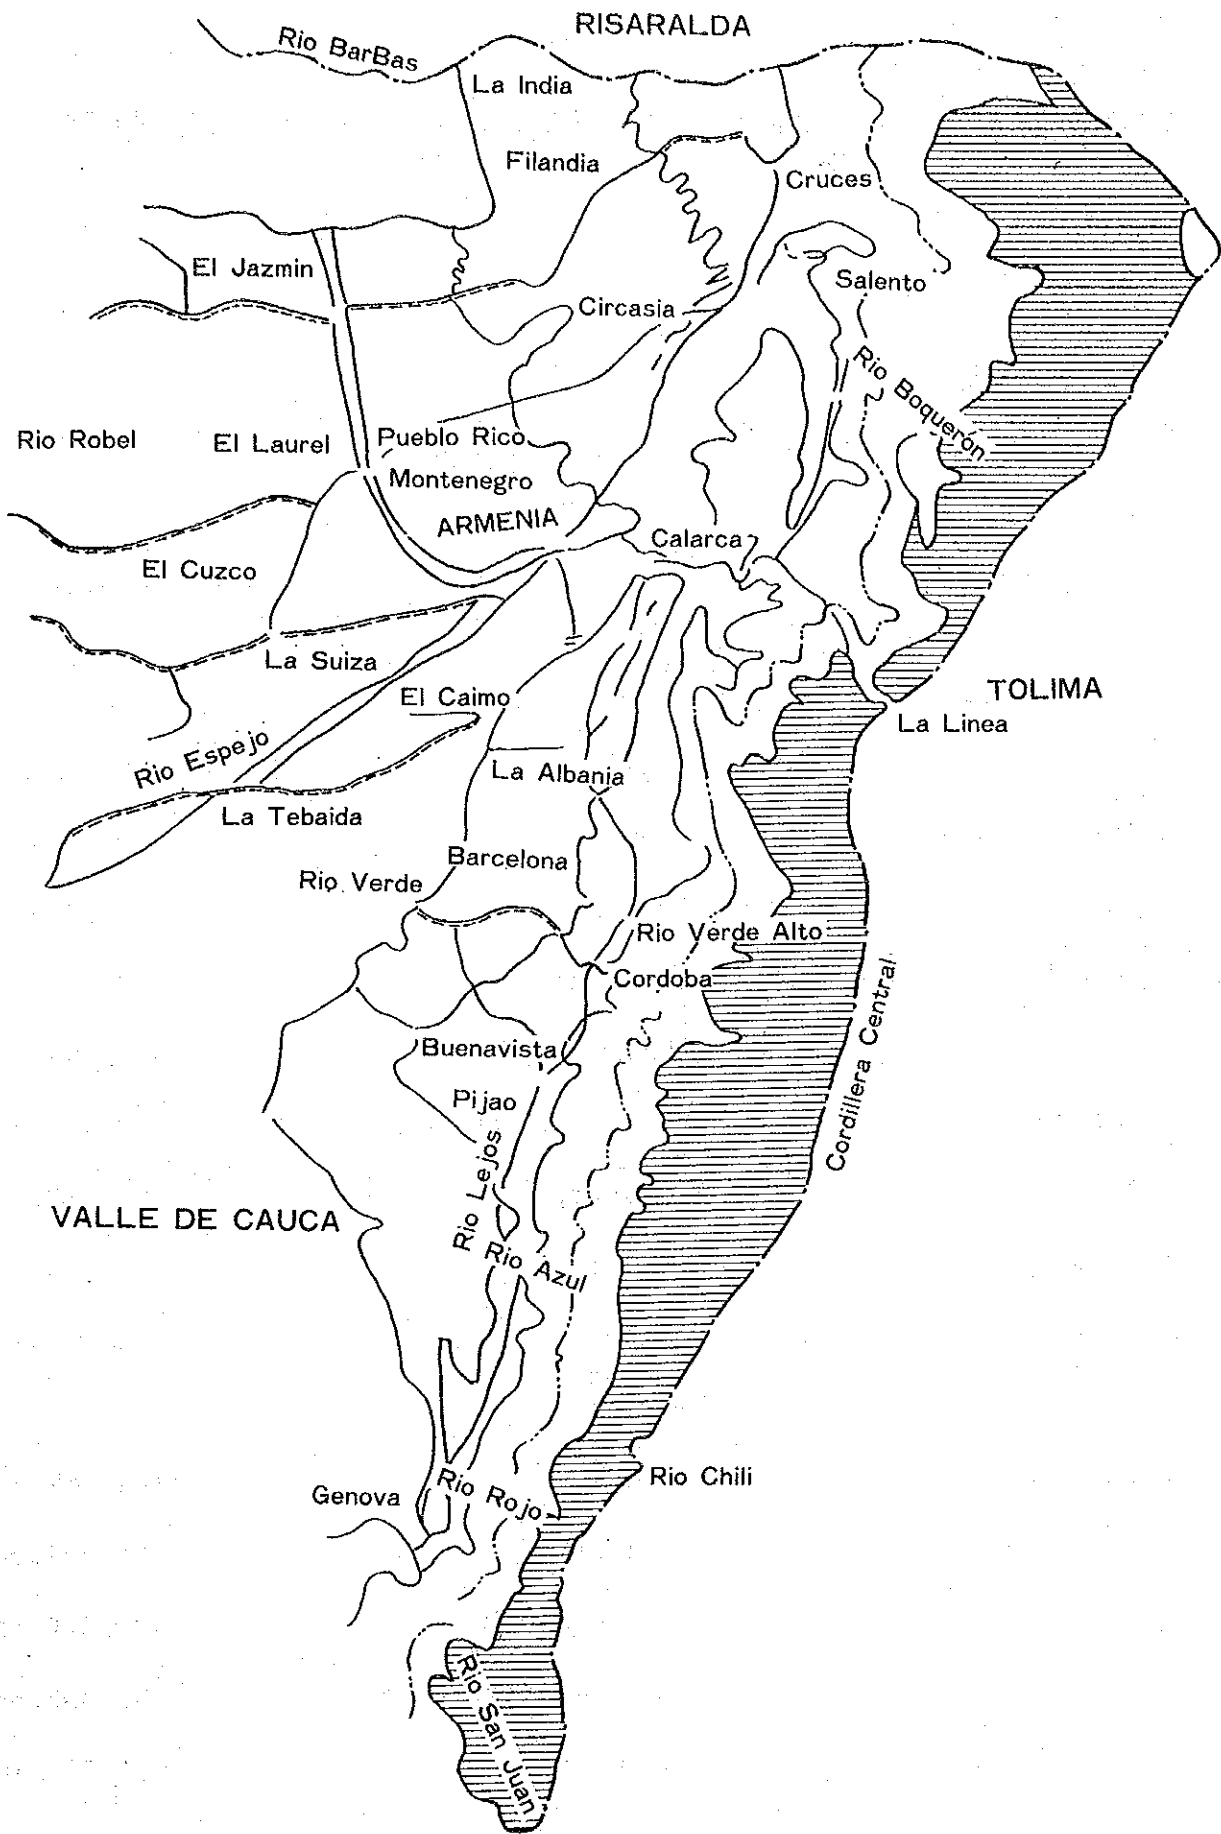 RISARALDA
Rio BarBas
La India
Filandia
Cruces
El Jazmin
Salento
Circasia
Rio Boquerón
Rio Robel
El Laurel
Pueblo Rico
Montenegro
ARMENIA
Calarca
El Cuzco
La Suiza
TOLIMA
El Caimo
La Linea
Rio Espejo
La Albania
La Tebaida
Barcelona
Rio Verde
Rio Verde Alto
Cordoba
Cordillera Central
Buenavista
Pijao
Rio Lejos
VALLE DE CAUCA
Rio Azul
Rio Chili
Rio Rojo
Genova
Rio San Juan